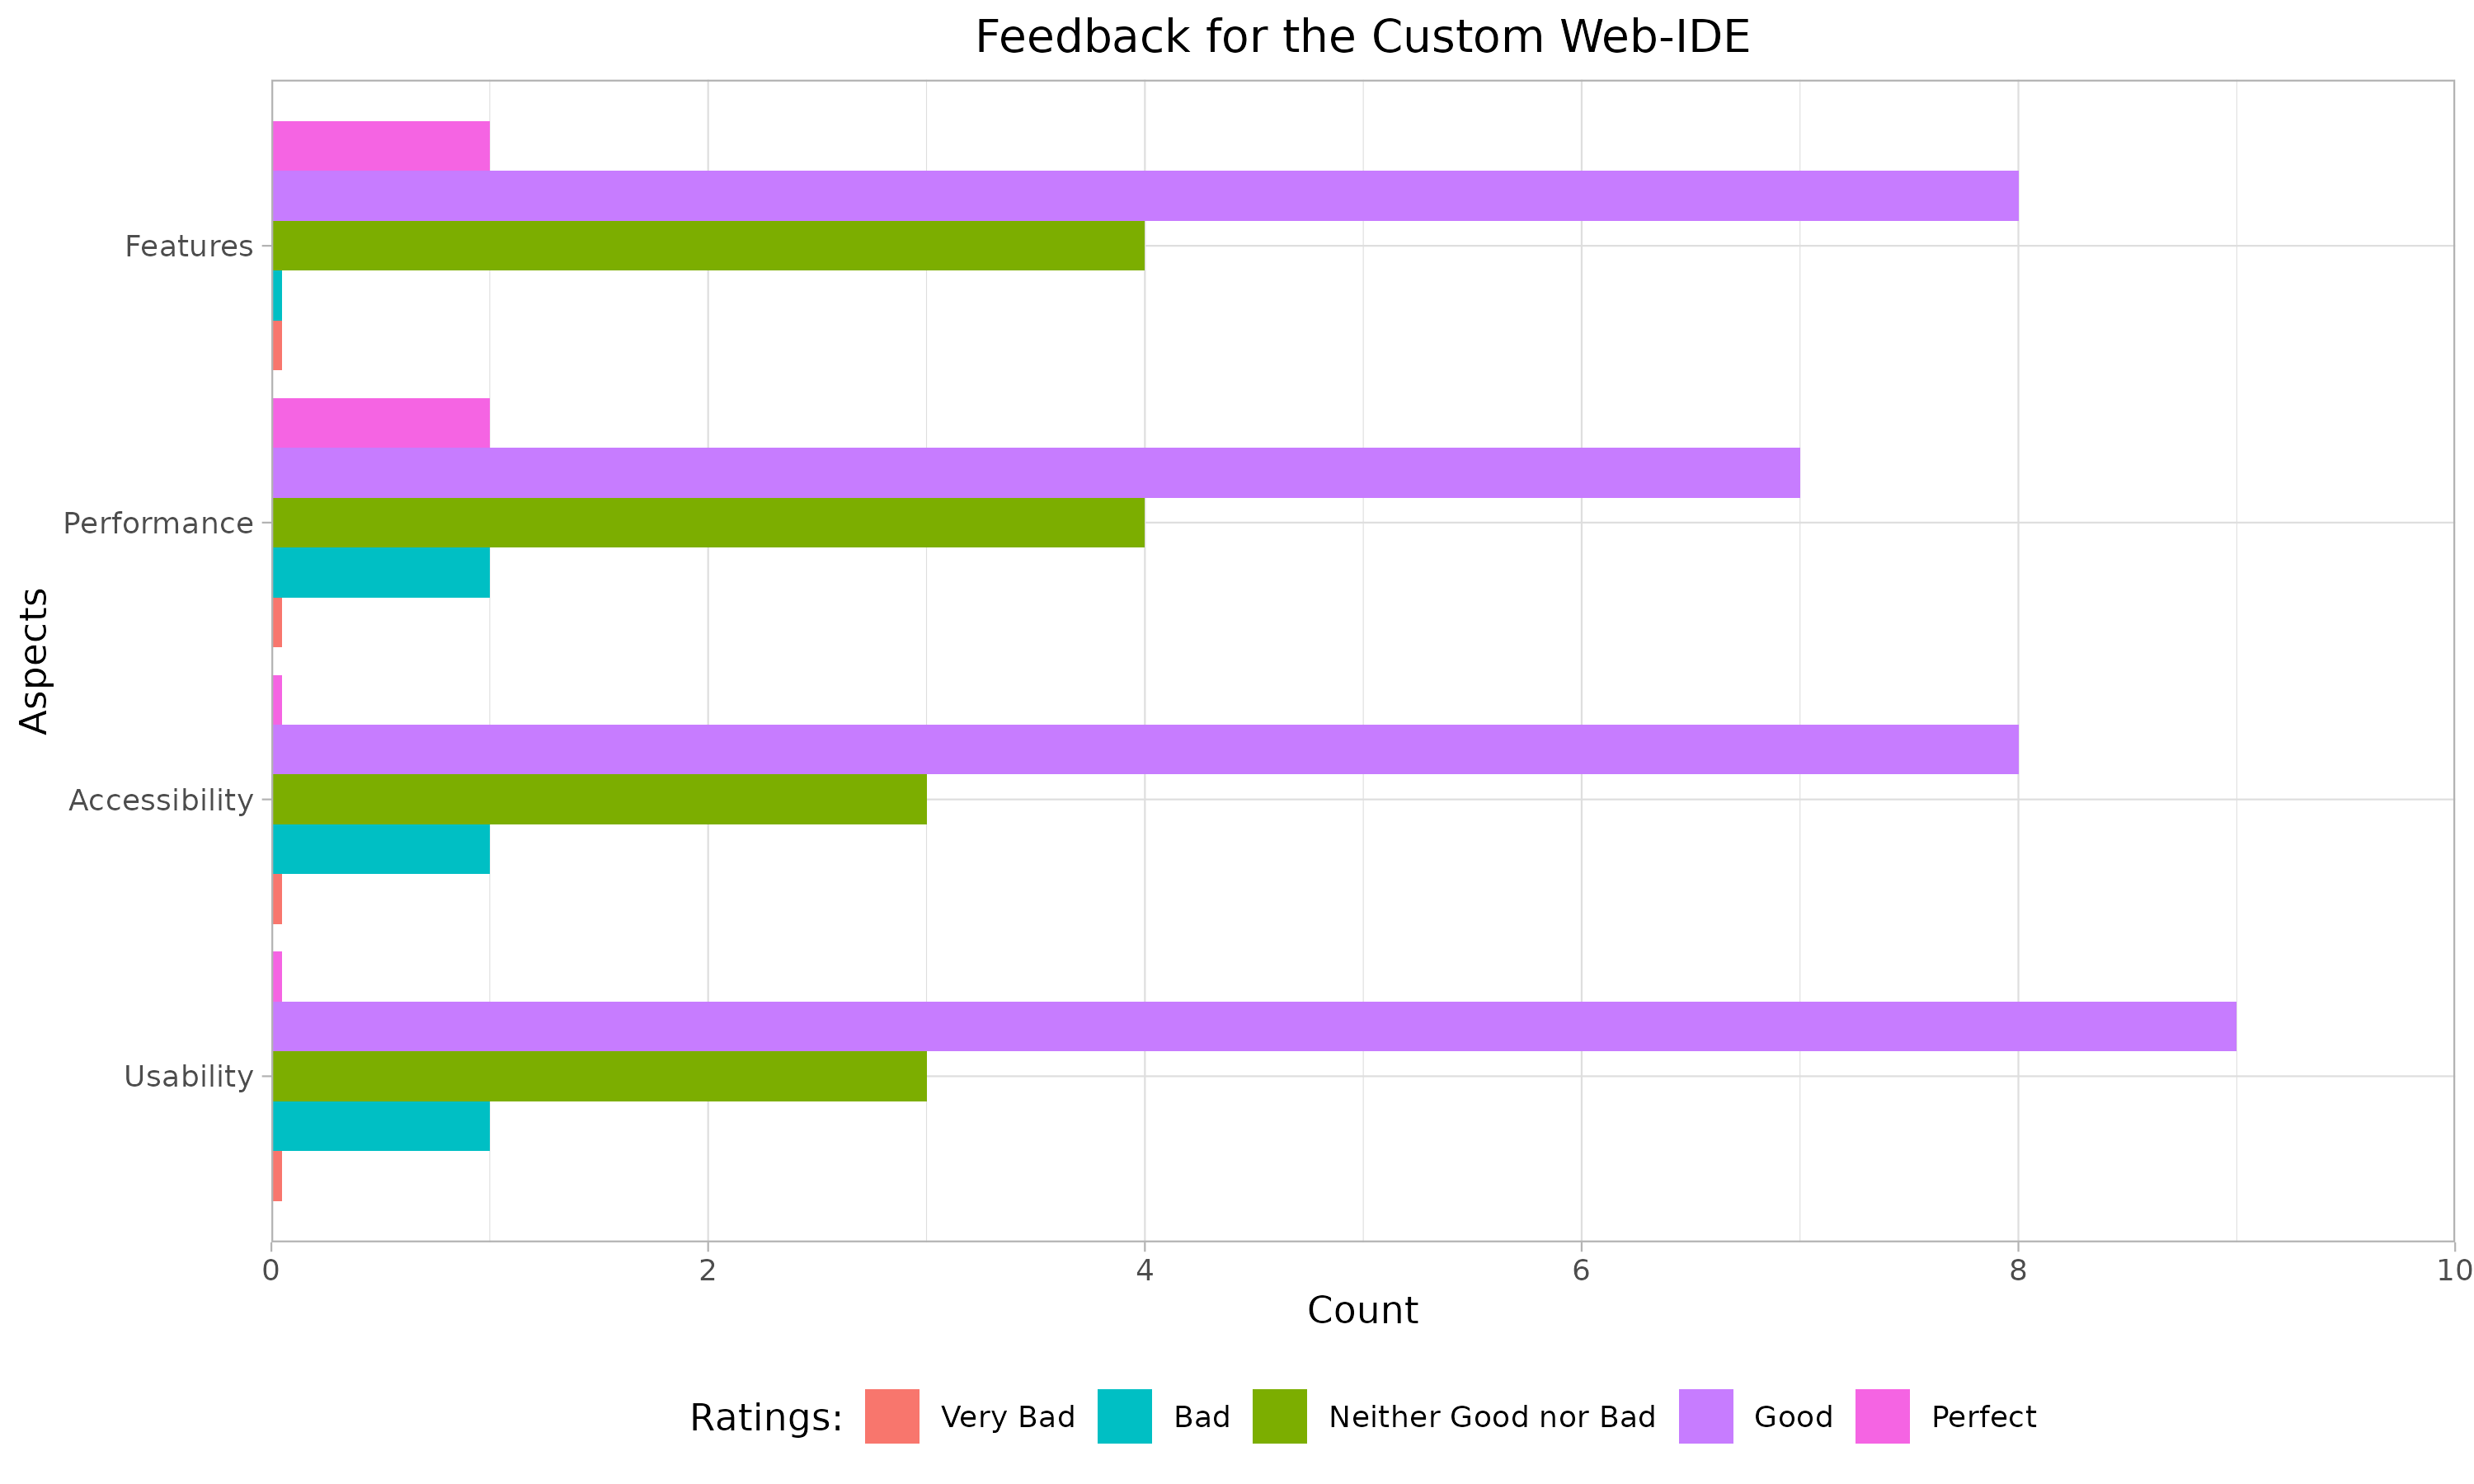 Feedback for the Custom Web-IDE
Features
Performance
Accessibility
Usability
Aspects
0 2 4 6 8 10
Count
Ratings: Very Bad Bad Neither Good nor Bad Good Perfect